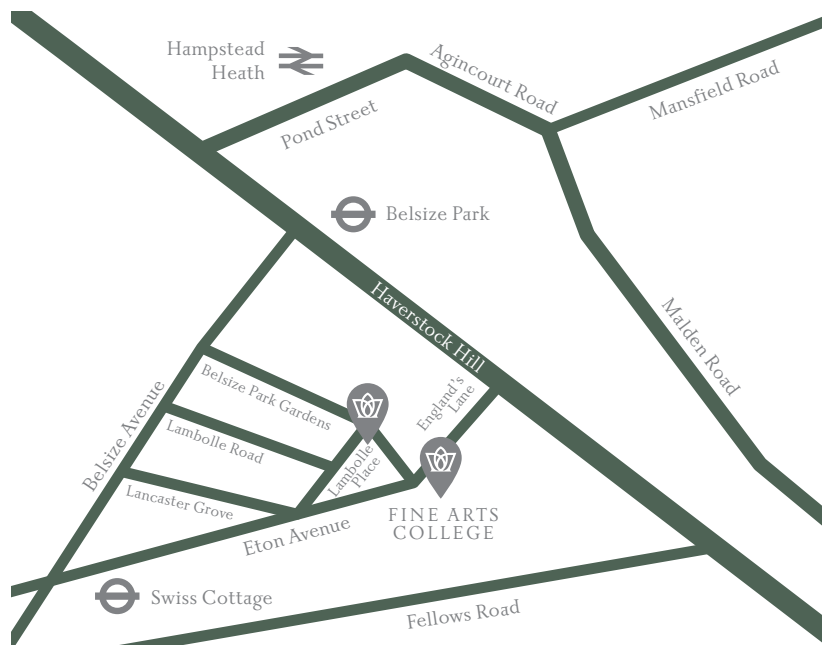 Hampstead
Heath
Agincourt Road
Mansfield Road
Pond Street
Belsize Park
Haverstock Hill
Malden Road
England's
Lane
Belsize Park Gardens
Belsize Avenue
Lambolle Road
Lambolle
Place
Lancaster Grove
FINE ARTS
COLLEGE
Eton Avenue
Swiss Cottage
Fellows Road